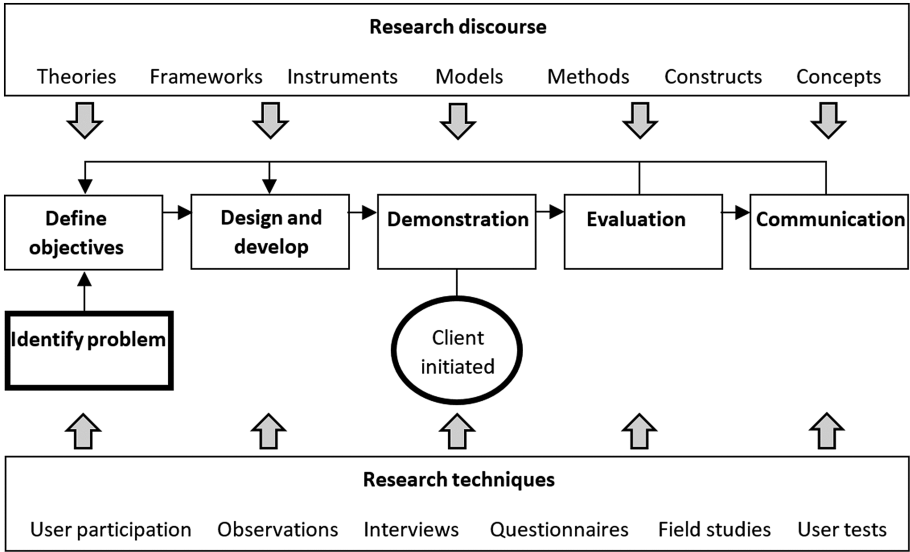 Research discourse
Theories Frameworks Instruments Models Methods Constructs Concepts
Define
objectives
Design and
develop
Demonstration
Evaluation
Communication
Identify problem
Client
initiated
Research techniques
User participation Observations Interviews Questionnaires Field studies User tests